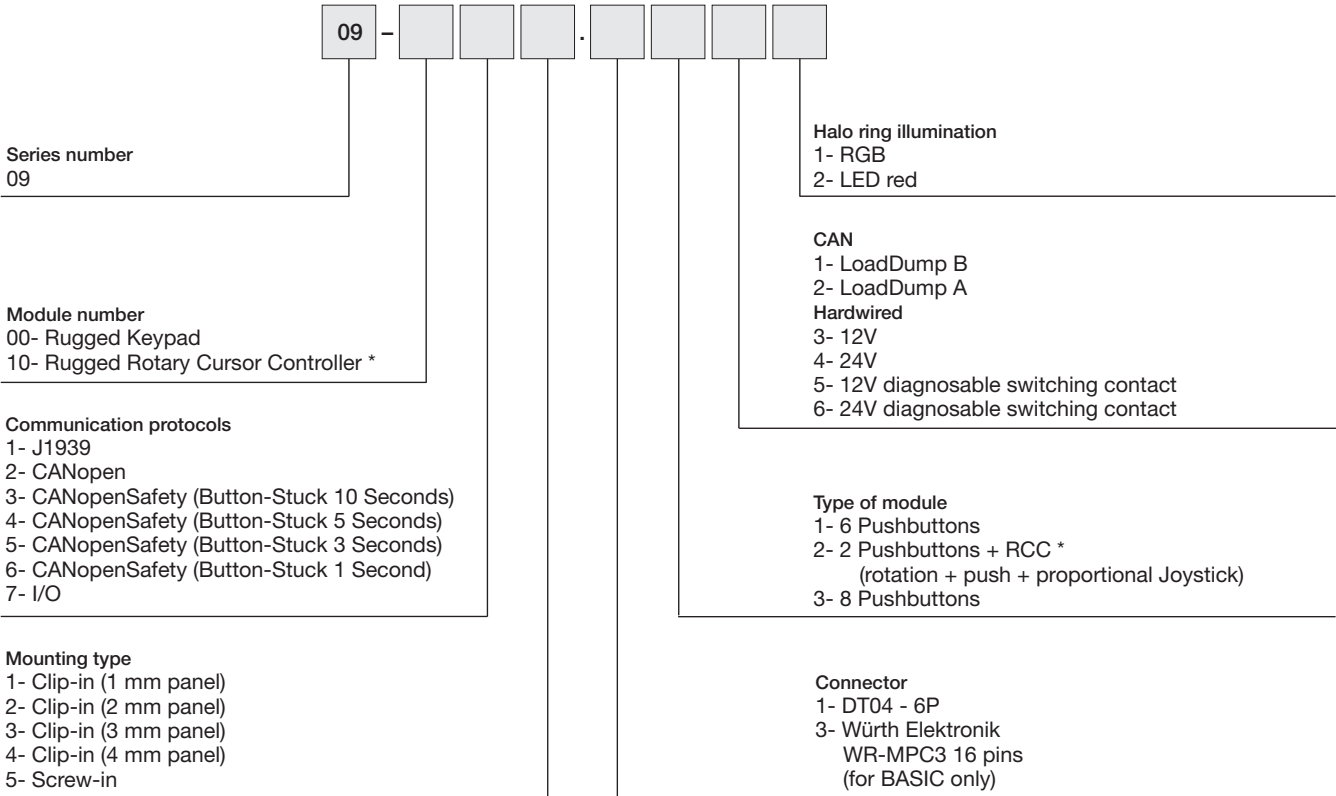 09 – .
Series number
09
Module number
00- Rugged Keypad
10- Rugged Rotary Cursor Controller *
Communication protocols
1- J1939
2- CANopen
3- CANopenSafety (Button-Stuck 10 Seconds)
4- CANopenSafety (Button-Stuck 5 Seconds)
5- CANopenSafety (Button-Stuck 3 Seconds)
6- CANopenSafety (Button-Stuck 1 Second)
7- I/O
Mounting type
1- Clip-in (1 mm panel)
2- Clip-in (2 mm panel)
3- Clip-in (3 mm panel)
4- Clip-in (4 mm panel)
5- Screw-in
Halo ring illumination
1- RGB
2- LED red
CAN
1- LoadDump B
2- LoadDump A
Hardwired
3- 12V
4- 24V
5- 12V diagnosable switching contact
6- 24V diagnosable switching contact
Type of module
1- 6 Pushbuttons
2- 2 Pushbuttons + RCC *
(rotation + push + proportional Joystick)
3- 8 Pushbuttons
Connector
1- DT04 - 6P
3- Würth Elektronik
WR-MPC3 16 pins
(for BASIC only)